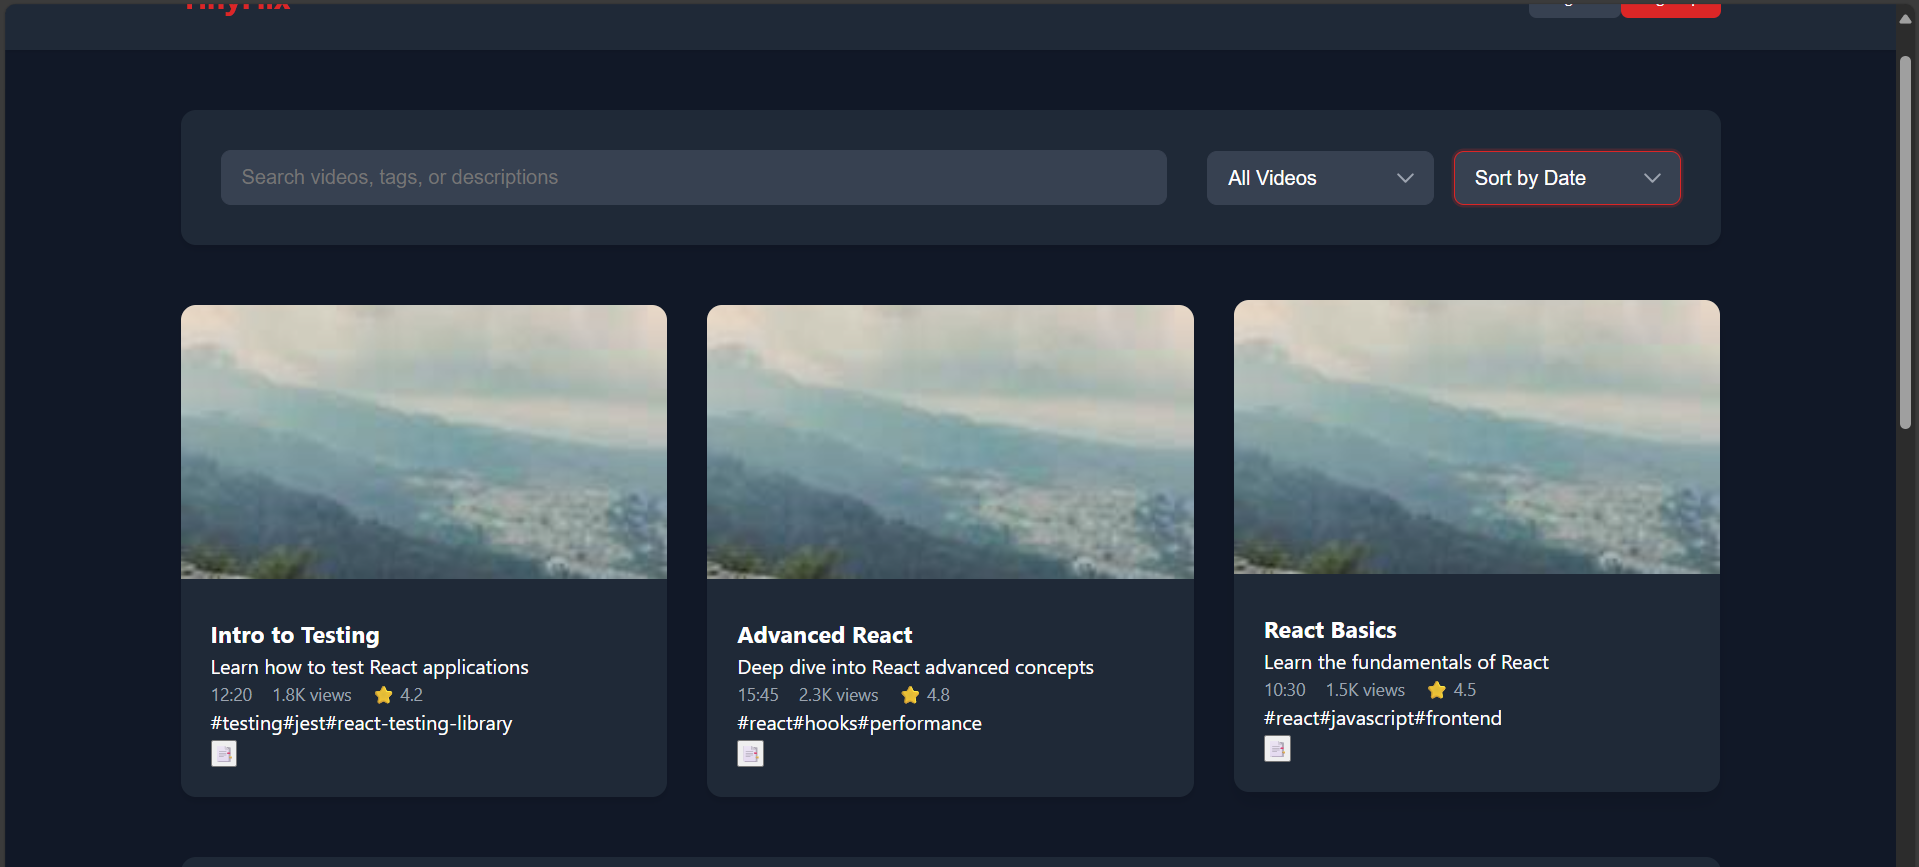 TinyFlix
Search videos, tags, or descriptions
All Videos
Sort by Date
Intro to Testing
Learn how to test React applications
12:20 1.8K views ⭐ 4.2
#testing#jest#react-testing-library
Advanced React
Deep dive into React advanced concepts
15:45 2.3K views ⭐ 4.8
#react#hooks#performance
React Basics
Learn the fundamentals of React
10:30 1.5K views ⭐ 4.5
#react#javascript#frontend